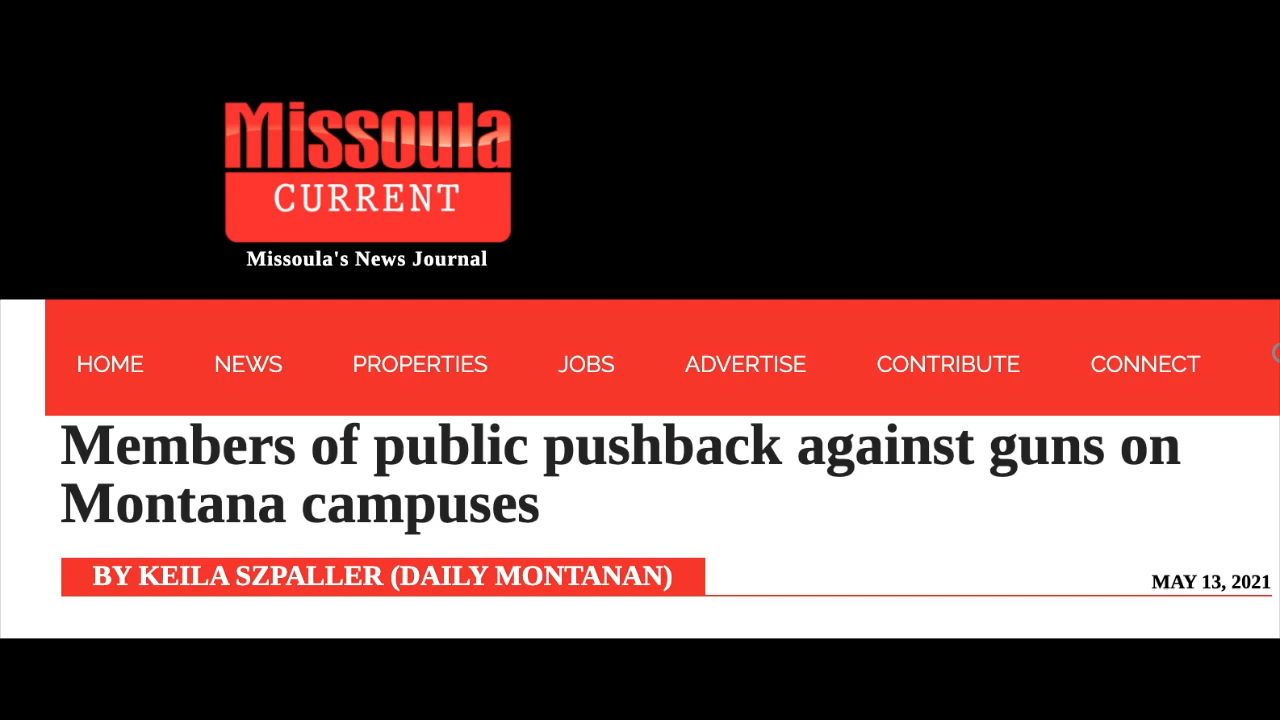 Missoula
CURRENT
Missoula's News Journal
HOME NEWS PROPERTIES JOBS ADVERTISE CONTRIBUTE CONNECT
Members of public pushback against guns on
Montana campuses
BY KEILA SZPALLER (DAILY MONTANAN)
MAY 13, 2021